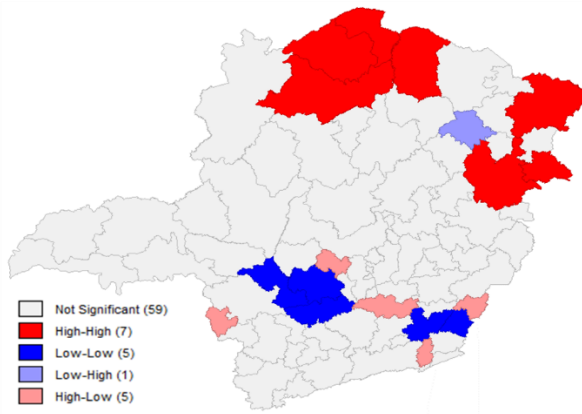 Not Significant (59)
High-High (7)
Low-Low (5)
Low-High (1)
High-Low (5)